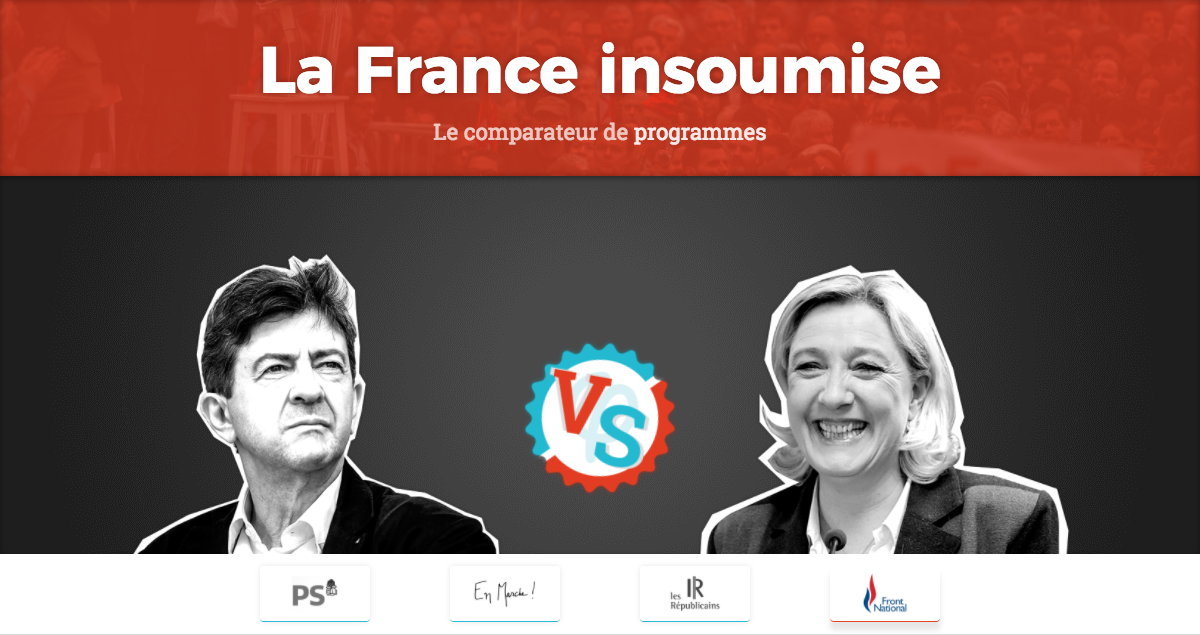 La France insoumise
Le comparateur de programmes
VS
PS
En Marche !
les Républicains
Front National